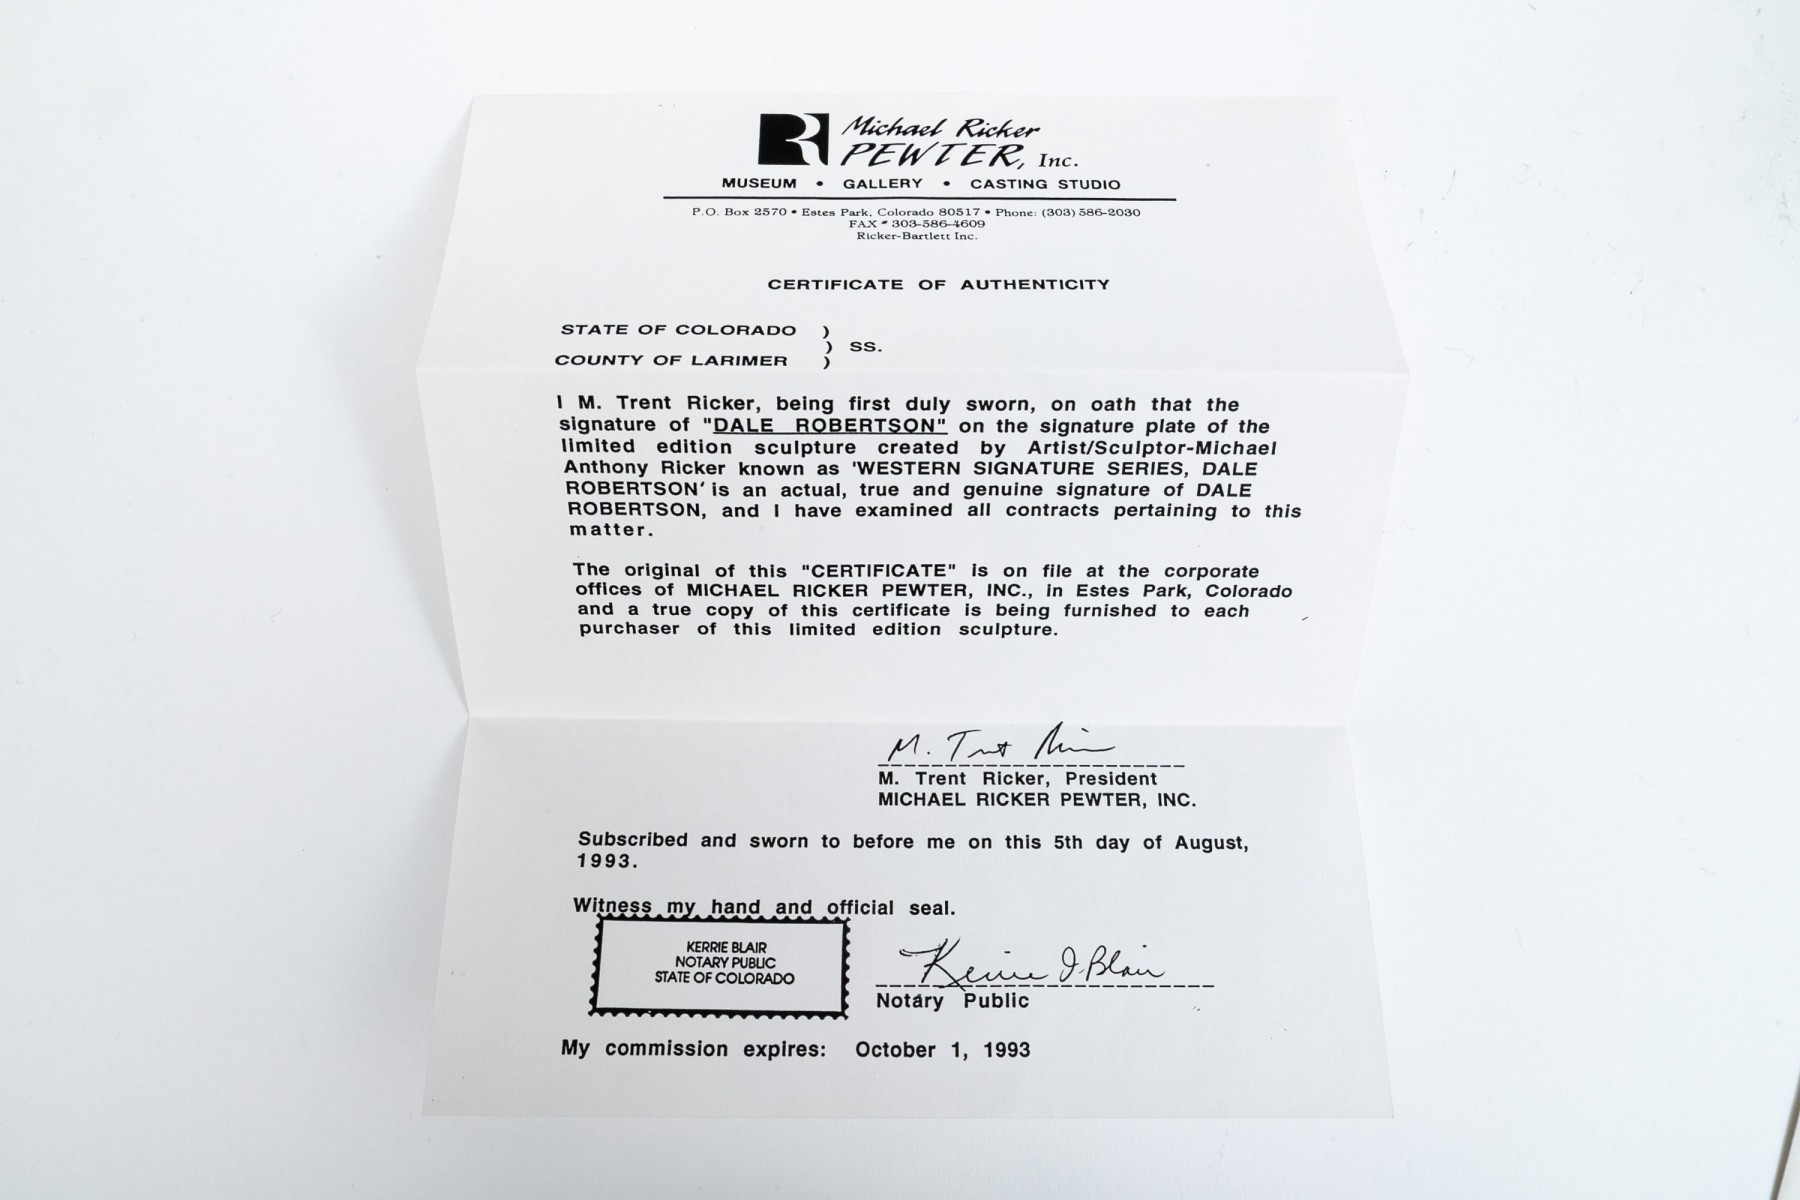 Michael Ricker
PEWTER, Inc.
MUSEUM • GALLERY • CASTING STUDIO
P.O. Box 2570 • Estes Park, Colorado 80517 • Phone: (303) 586-2030
FAX # 303-586-4609
Ricker-Bartlett Inc.
CERTIFICATE OF AUTHENTICITY
STATE OF COLORADO )
) SS.
COUNTY OF LARIMER )
I M. Trent Ricker, being first duly sworn, on oath that the
signature of "DALE ROBERTSON" on the signature plate of the
limited edition sculpture created by Artist/Sculptor-Michael
Anthony Ricker known as 'WESTERN SIGNATURE SERIES, DALE
ROBERTSON' is an actual, true and genuine signature of DALE
ROBERTSON, and I have examined all contracts pertaining to this
matter.
The original of this "CERTIFICATE" is on file at the corporate
offices of MICHAEL RICKER PEWTER, INC., in Estes Park, Colorado
and a true copy of this certificate is being furnished to each
purchaser of this limited edition sculpture.
M. Trent Ricker
M. Trent Ricker, President
MICHAEL RICKER PEWTER, INC.
Subscribed and sworn to before me on this 5th day of August,
1993.
Witness my hand and official seal.
KERRIE BLAIR
NOTARY PUBLIC
STATE OF COLORADO
Kerrie J. Blair
Notary Public
My commission expires: October 1, 1993